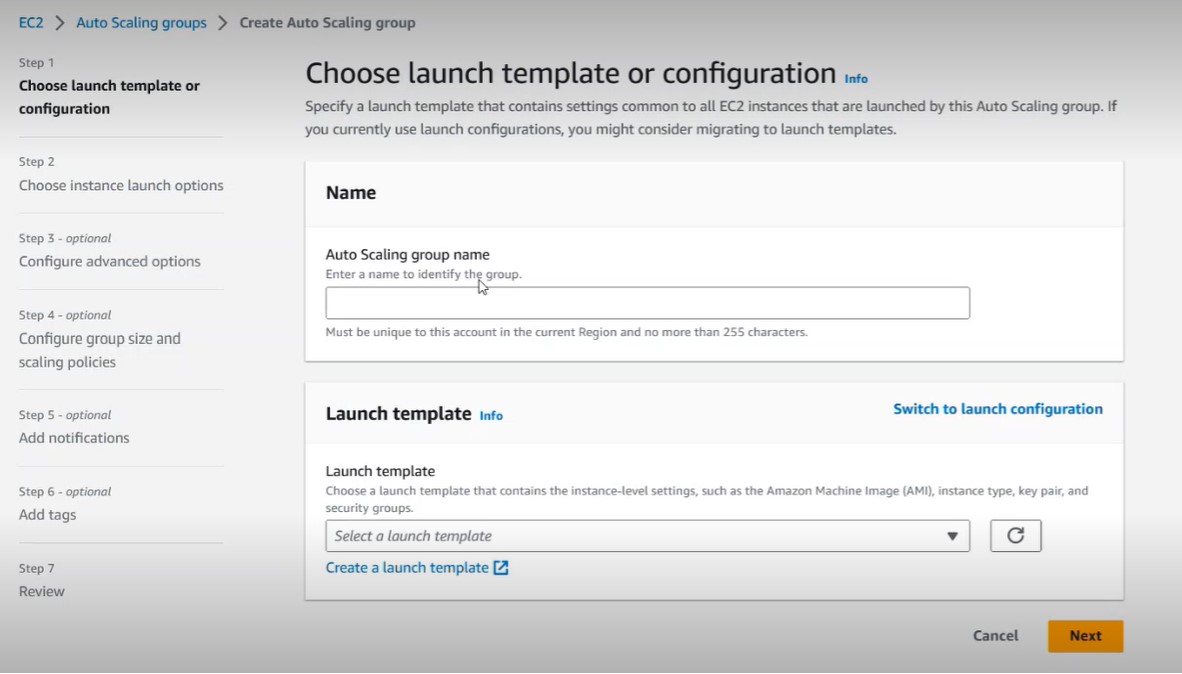 EC2 > Auto Scaling groups > Create Auto Scaling group
Step 1
Choose launch template or
configuration
Step 2
Choose instance launch options
Step 3 - optional
Configure advanced options
Step 4 - optional
Configure group size and
scaling policies
Step 5 - optional
Add notifications
Step 6 - optional
Add tags
Step 7
Review
Choose launch template or configuration Info
Specify a launch template that contains settings common to all EC2 instances that are launched by this Auto Scaling group. If
you currently use launch configurations, you might consider migrating to launch templates.
Name
Auto Scaling group name
Enter a name to identify the group.
Must be unique to this account in the current Region and no more than 255 characters.
Launch template Info
Switch to launch configuration
Launch template
Choose a launch template that contains the instance-level settings, such as the Amazon Machine Image (AMI), instance type, key pair, and
security groups.
Select a launch template
Create a launch template
Cancel
Next